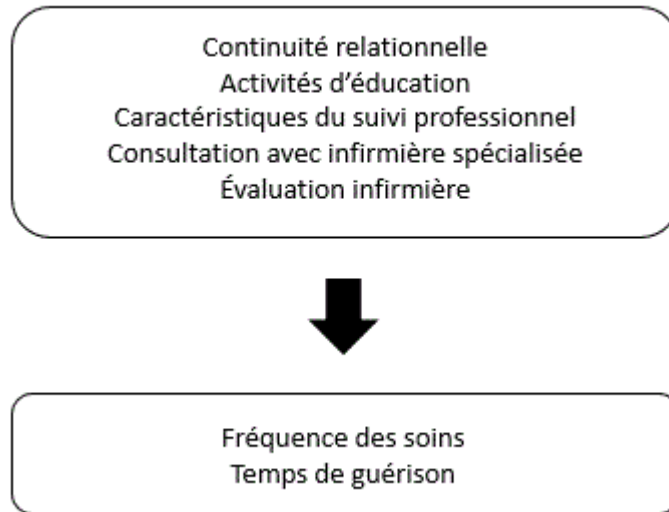 Continuité relationnelle
Activités d’éducation
Caractéristiques du suivi professionnel
Consultation avec infirmière spécialisée
Évaluation infirmière
Fréquence des soins
Temps de guérison